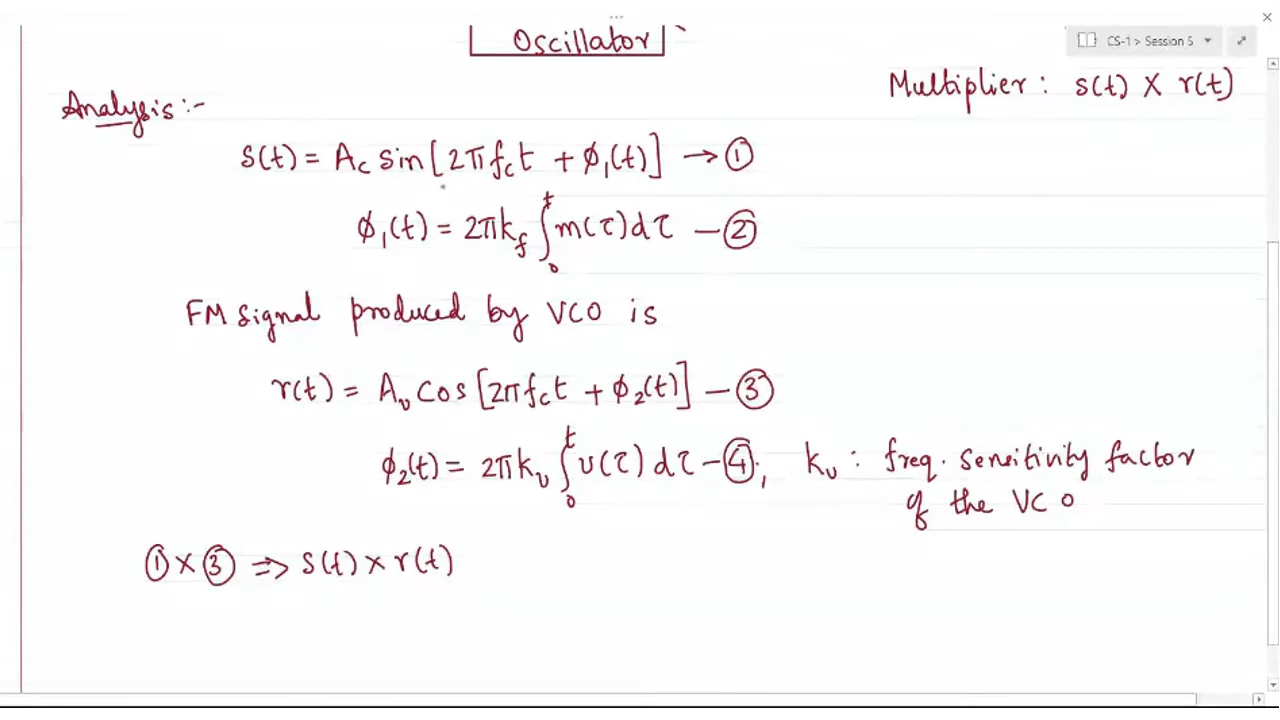 Oscillator
CS-1 > Session 5
Multiplier : s(t) X r(t)
Analysis :-
s(t) = Ac sin [2πfct + ϕ₁(t)] → ①
ϕ₁(t) = 2πkf ∫₀ᵗ m(τ) dτ — ②
FM signal produced by VCO is
r(t) = Av cos [2πfct + ϕ₂(t)] — ③
ϕ₂(t) = 2πkv ∫₀ᵗ v(τ) dτ — ④, kv : freq. sensitivity factor
of the VCO
① X ③ ⇒ s(t) x r(t)